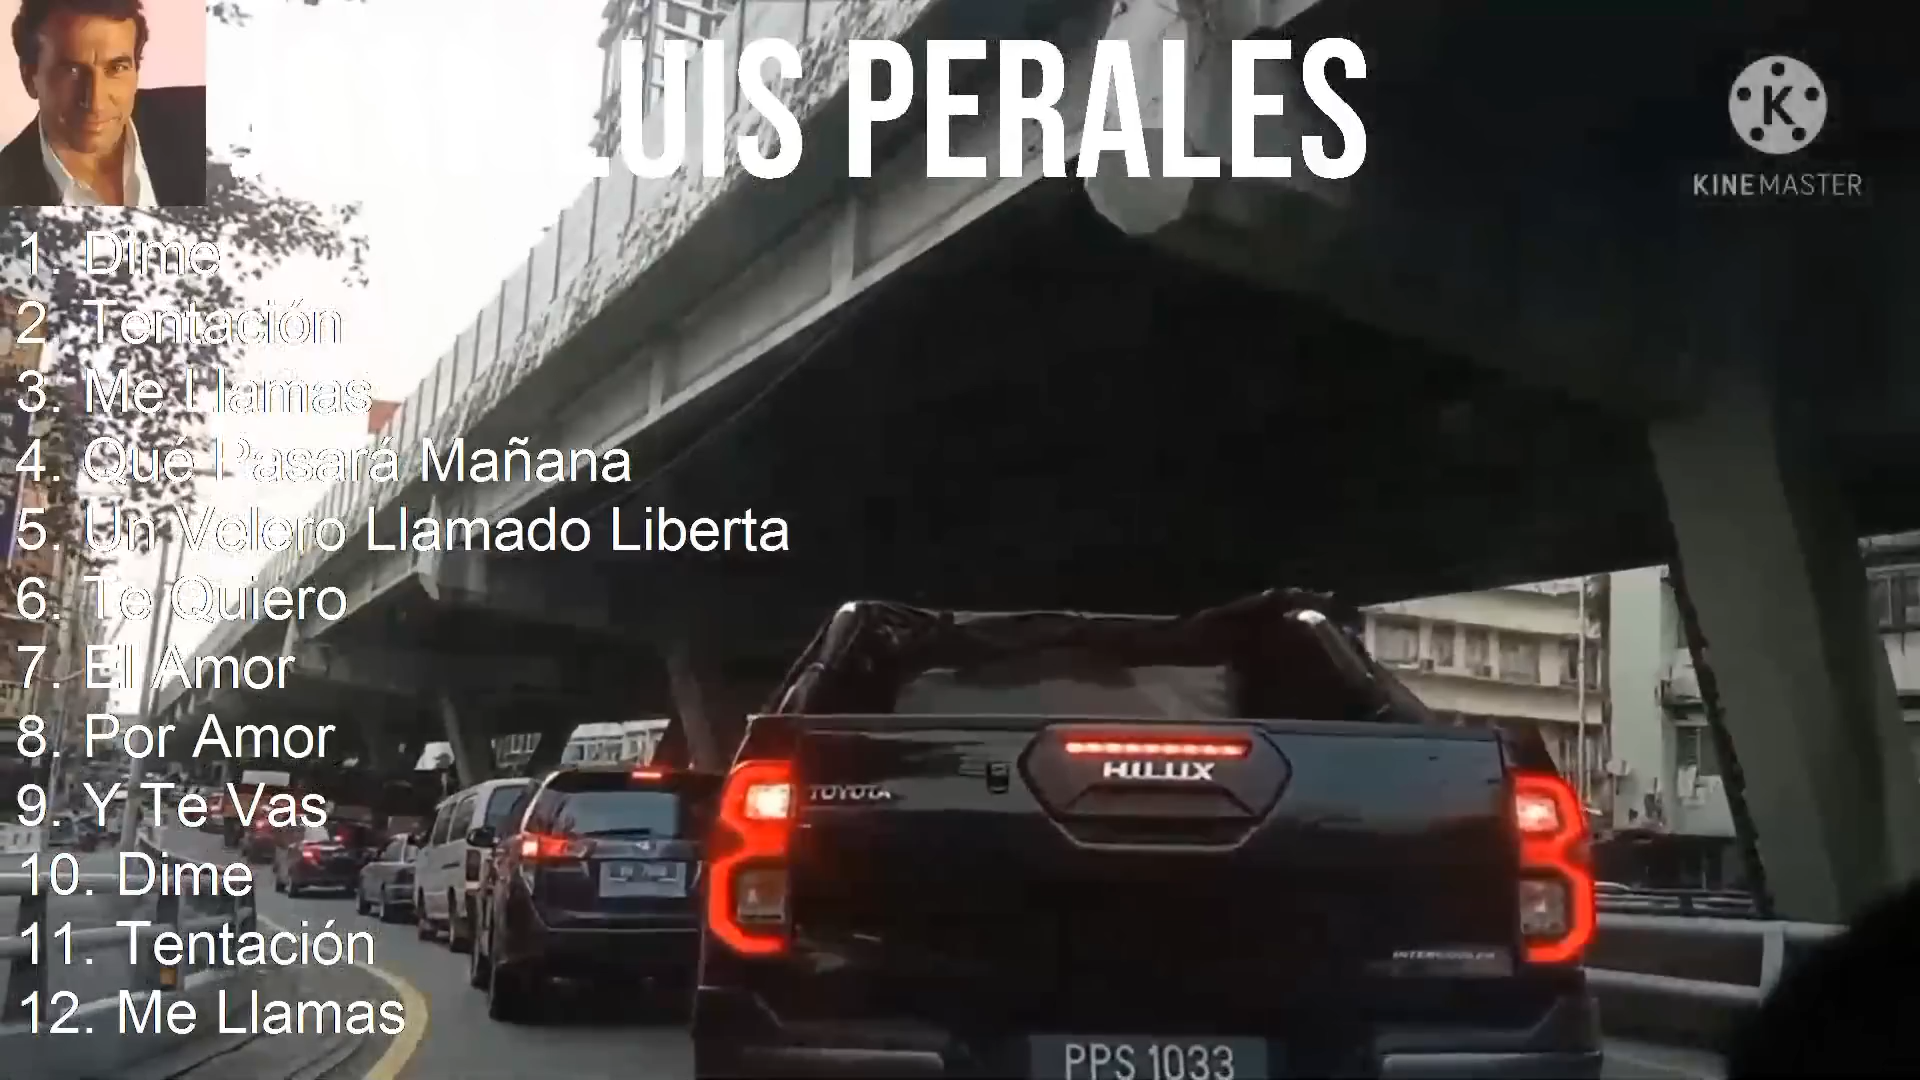 LUIS PERALES
K
KINEMASTER
1. Dime
2. Tentación
3. Me Llamas
4. Qué Pasará Mañana
5. Un Velero Llamado Liberta
6. Te Quiero
7. El Amor
8. Por Amor
9. Y Te Vas
10. Dime
11. Tentación
12. Me Llamas
HILUX
TOYOTA
INTERCOOLER
PPS 1033